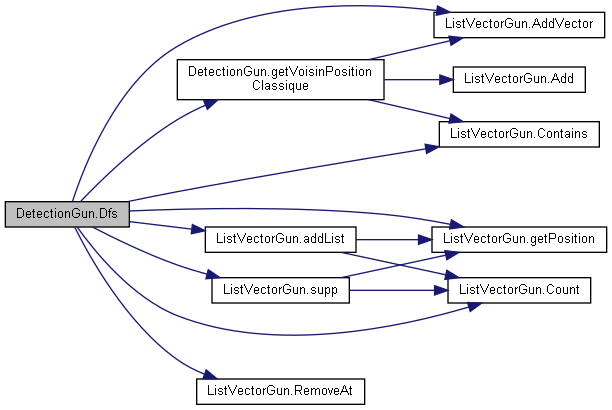 ListVectorGun.AddVector
DetectionGun.getVoisinPosition
Classique
ListVectorGun.Add
ListVectorGun.Contains
DetectionGun.Dfs
ListVectorGun.addList
ListVectorGun.getPosition
ListVectorGun.supp
ListVectorGun.Count
ListVectorGun.RemoveAt